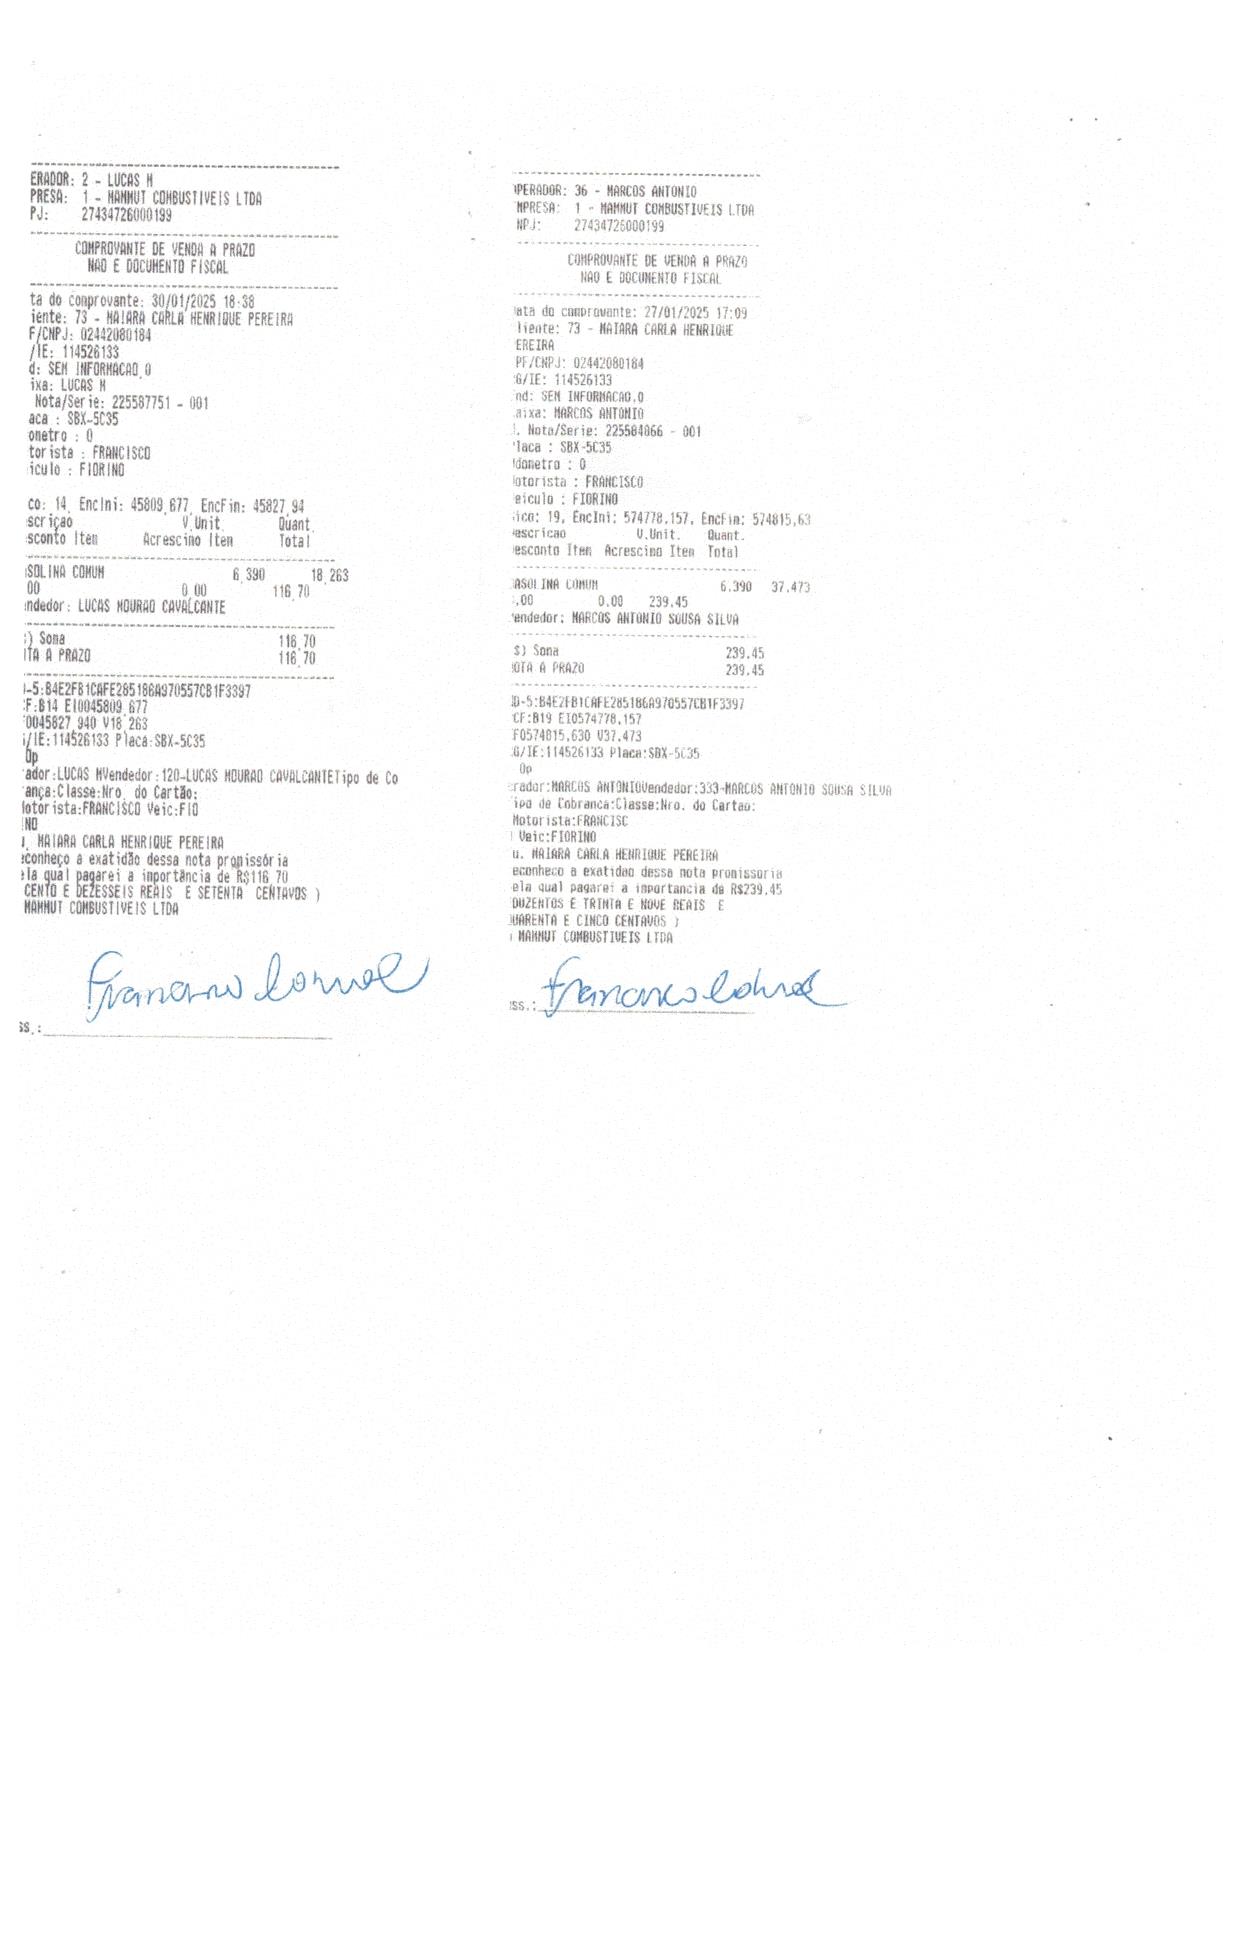 ERADOR: 2 - LUCAS M
PRESA: 1 - MAMMUT COMBUSTIVEIS LTDA
PJ: 27434726000199
COMPROVANTE DE VENDA A PRAZO
NAO E DOCUMENTO FISCAL
ta do comprovante: 30/01/2025 18:38
iente: 73 - MAIARA CARLA HENRIQUE PEREIRA
F/CNPJ: 02442080184
/IE: 114526133
d: SEM INFORMACAO,0
ixa: LUCAS M
Nota/Serie: 225587751 - 001
aca : SBX-5C35
ometro : 0
torista : FRANCISCO
iculo : FIORINO
co: 14, EncIni: 45809,677, EncFin: 45827,94
scriçao V.Unit. Quant.
sconto Item Acrescimo Item Total
SOLINA COMUM 6,390 18,263
00 0,00 116,70
ndedor: LUCAS MOURAO CAVALCANTE
) Soma 116,70
ITA A PRAZO 116,70
-5:B4E2FB1CAFE285186A970557CB1F3397
F:B14 EI0045809,677
0045827,940 V18,263
/IE:114526133 Placa:SBX-5C35
Op
ador:LUCAS MVendedor:120-LUCAS MOURAO CAVALCANTETipo de Co
ança:Classe:Nro. do Cartão:
otorista:FRANCISCO Veic:FIO
NO
, MAIARA CARLA HENRIQUE PEREIRA
econheço a exatidão dessa nota promissória
ela qual pagarei a importância de R$116,70
CENTO E DEZESSEIS REAIS E SETENTA CENTAVOS )
MAMMUT COMBUSTIVEIS LTDA
ss.:
PERADOR: 36 - MARCOS ANTONIO
MPRESA: 1 - MAMMUT COMBUSTIVEIS LTDA
NPJ: 27434726000199
COMPROVANTE DE VENDA A PRAZO
NAO E DOCUMENTO FISCAL
ata do comprovante: 27/01/2025 17:09
liente: 73 - MAIARA CARLA HENRIQUE
EREIRA
PF/CNPJ: 02442080184
G/IE: 114526133
nd: SEM INFORMACAO,0
aixa: MARCOS ANTONIO
. Nota/Serie: 225584066 - 001
laca : SBX-5C35
dometro : 0
otorista : FRANCISCO
eiculo : FIORINO
ico: 19, EncIni: 574778,157, EncFin: 574815,63
escricao V.Unit. Quant.
esconto Item Acrescimo Item Total
ASOLINA COMUM 6,390 37,473
,00 0,00 239,45
endedor: MARCOS ANTONIO SOUSA SILVA
$) Soma 239,45
OTA A PRAZO 239,45
D-5:B4E2FB1CAFE285186A970557CB1F3397
CF:B19 EI0574778,157
F0574815,630 V37,473
G/IE:114526133 Placa:SBX-5C35
Op
erador:MARCOS ANTONIOVendedor:333-MARCOS ANTONIO SOUSA SILVA
ipo de Cobranca:Classe:Nro. do Cartao:
Motorista:FRANCISC
Veic:FIORINO
u. MAIARA CARLA HENRIQUE PEREIRA
econheco a exatidao dessa nota promissoria
ela qual pagarei a importancia de R$239,45
DUZENTOS E TRINTA E NOVE REAIS E
UARENTA E CINCO CENTAVOS )
MAMMUT COMBUSTIVEIS LTDA
ss.: Francisco